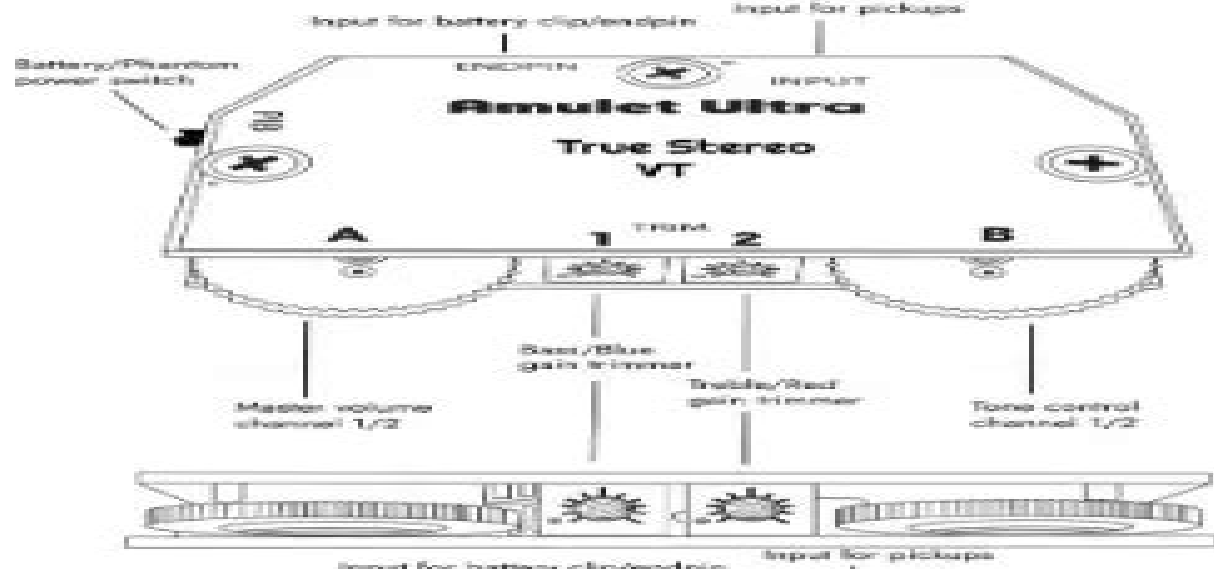 Input for battery clip/endpin
Input for pickups
Battery/Phantom
power switch
ENDPIN
INPUT
P/B
Amulet Ultra
True Stereo
VT
A
1
TRIM
2
B
Bass/Blue
gain trimmer
Treble/Red
gain trimmer
Master volume
channel 1/2
Tone control
channel 1/2
Input for battery clip/endpin
Input for pickups